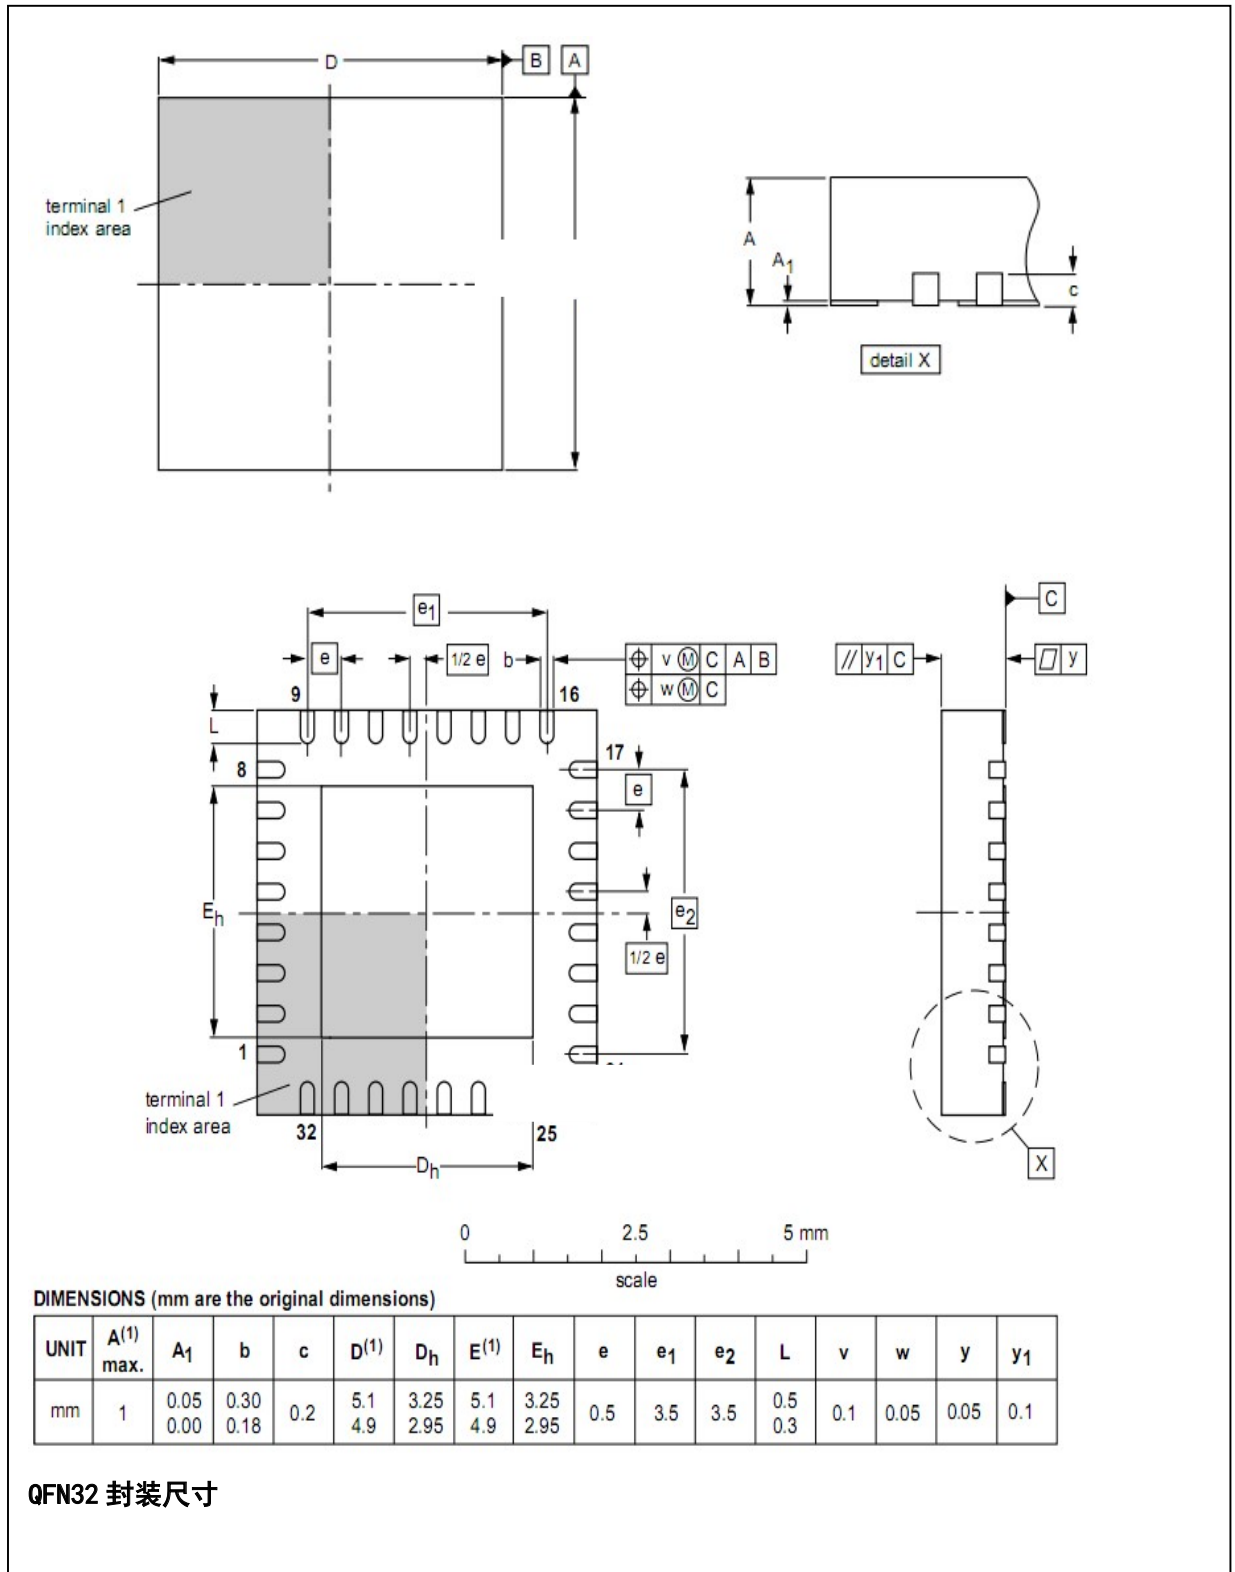 D
B
A
terminal 1
index area
A
A1
c
detail X
e1
C
e
1/2 e
b
v M C A B
w M C
// y1 C
y
9
16
L
8
17
e
Eh
e2
1/2 e
1
terminal 1
index area
32
25
Dh
X
0 2.5 5 mm
scale
DIMENSIONS (mm are the original dimensions)
UNIT A(1) max. A1 b c D(1) Dh E(1) Eh e e1 e2 L v w y y1
mm 1 0.05 0.00 0.30 0.18 0.2 5.1 4.9 3.25 2.95 5.1 4.9 3.25 2.95 0.5 3.5 3.5 0.5 0.3 0.1 0.05 0.05 0.1
QFN32 封装尺寸